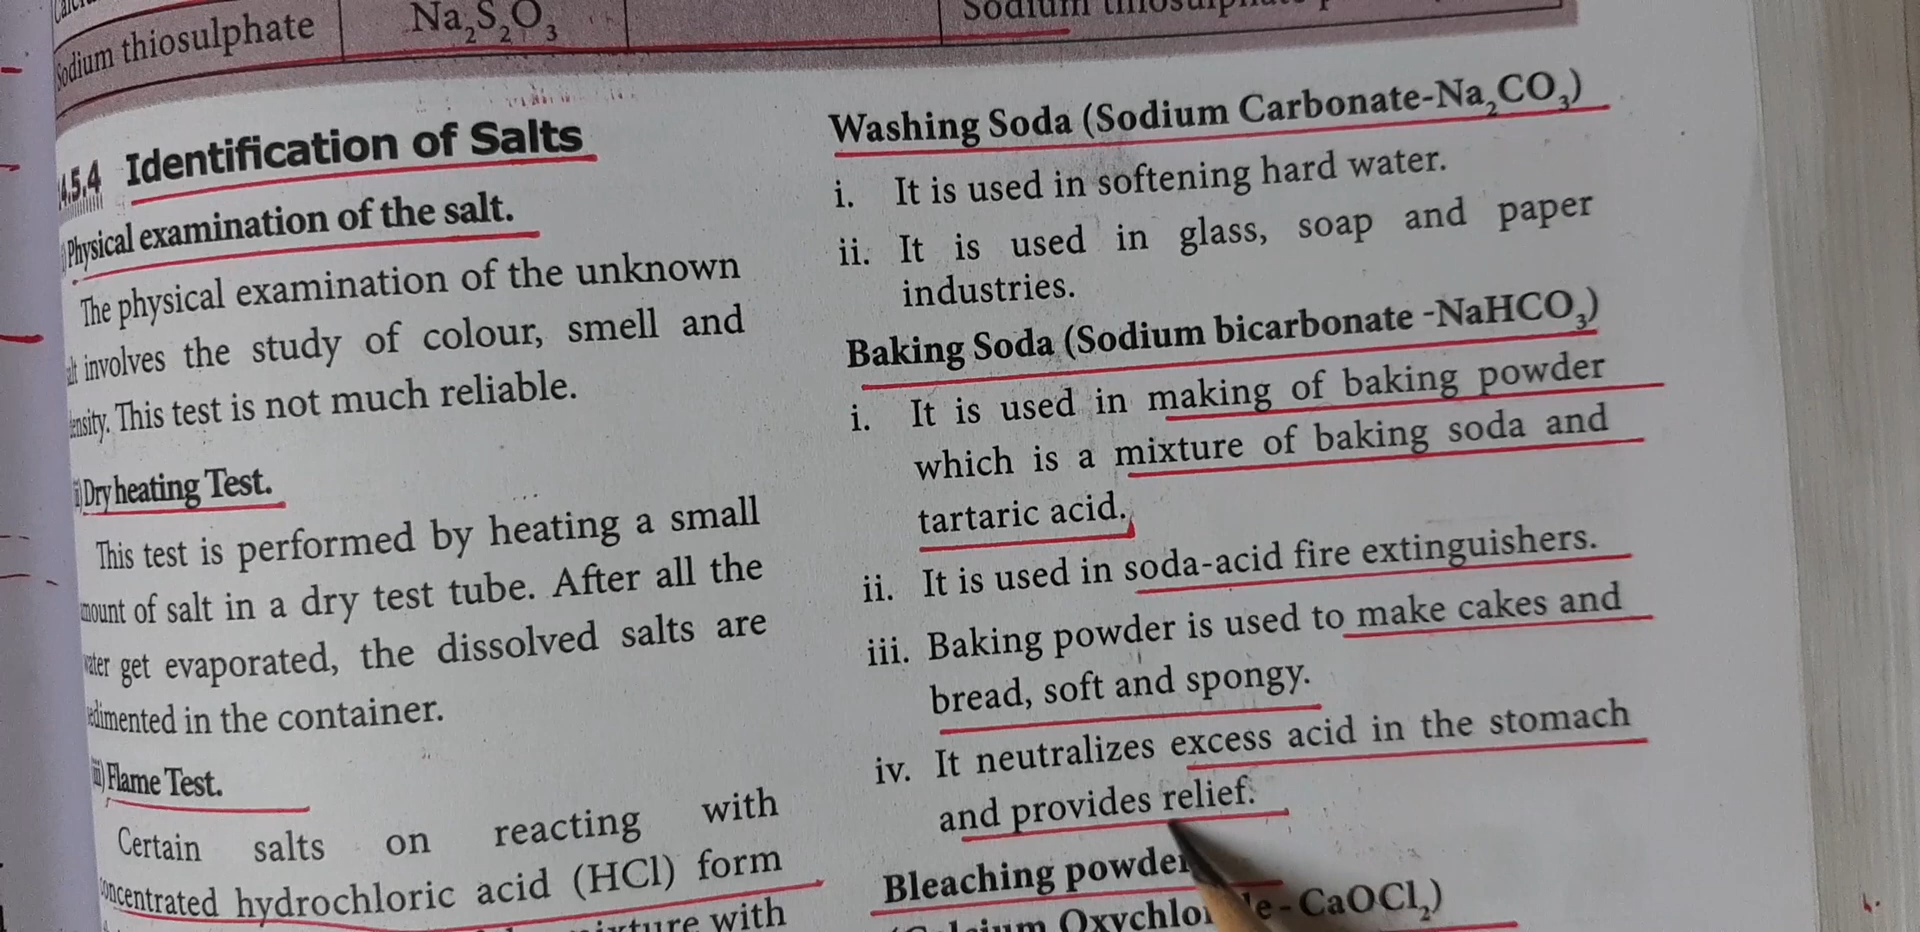 Sodium thiosulphate Na₂S₂O₃ Sodium
14.5.4 Identification of Salts
i) Physical examination of the salt.
The physical examination of the unknown
involves the study of colour, smell and
This test is not much reliable.
ii) Dry heating Test.
This test is performed by heating a small
of salt in a dry test tube. After all the
get evaporated, the dissolved salts are
in the container.
iii) Flame Test.
Certain salts on reacting with
concentrated hydrochloric acid (HCl) form
with
Washing Soda (Sodium Carbonate-Na₂CO₃)
i. It is used in softening hard water.
ii. It is used in glass, soap and paper
industries.
Baking Soda (Sodium bicarbonate -NaHCO₃)
i. It is used in making of baking powder
which is a mixture of baking soda and
tartaric acid.
ii. It is used in soda-acid fire extinguishers.
iii. Baking powder is used to make cakes and
bread, soft and spongy.
iv. It neutralizes excess acid in the stomach
and provides relief.
Bleaching powder
- CaOCl₂)